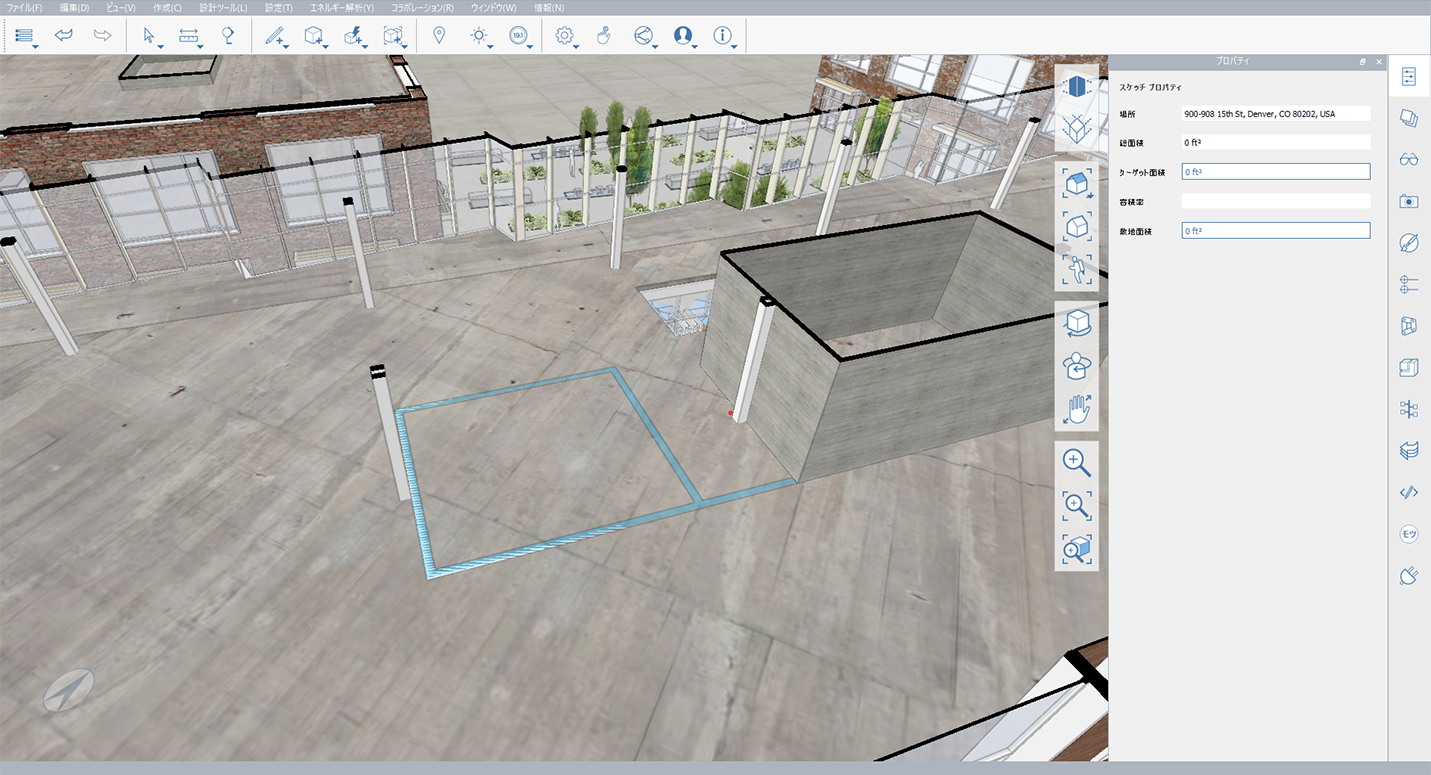 ファイル(F) 編集(D) ビュー(V) 作成(C) 設計ツール(L) 設定(T) エネルギー解析(Y) コラボレーション(R) ウィンドウ(W) 情報(N)
191
プロパティ
スケッチ プロパティ
場所 900-908 15th St, Denver, CO 80202, USA
総面積 0 ft²
ターゲット面積 0 ft²
容積率
敷地面積 0 ft²
モツ